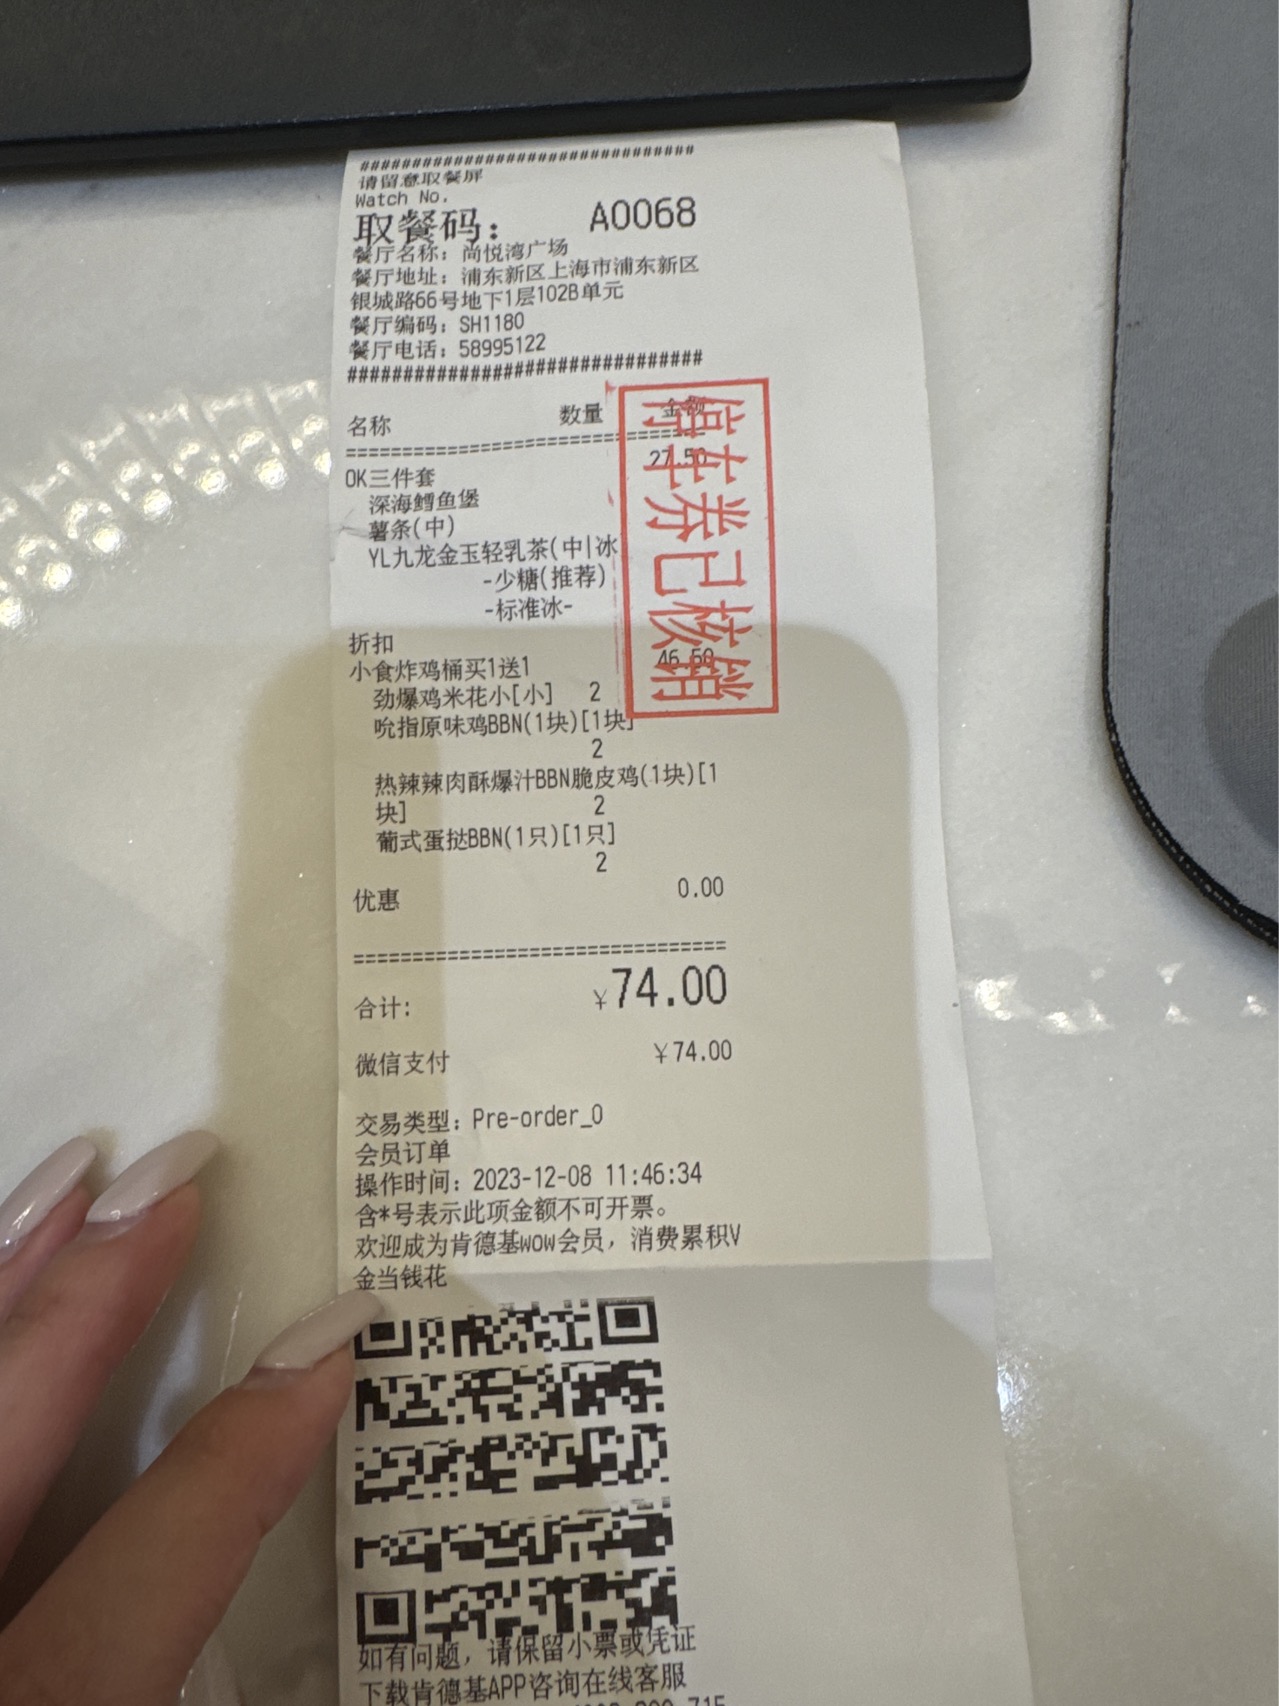 ################################
请留意取餐屏
Watch No.
取餐码： A0068
餐厅名称：尚悦湾广场
餐厅地址：浦东新区上海市浦东新区
银城路66号地下1层102B单元
餐厅编码：SH1180
餐厅电话：58995122
################################
名称 数量 金额
================================
OK三件套 27.50
深海鳕鱼堡
薯条(中)
YL九龙金玉轻乳茶(中|冰
-少糖(推荐)
-标准冰-
停车券已核销
折扣
小食炸鸡桶买1送1 46.50
劲爆鸡米花小[小] 2
吮指原味鸡BBN(1块)[1块]
2
热辣辣肉酥爆汁BBN脆皮鸡(1块)[1
块] 2
葡式蛋挞BBN(1只)[1只]
2
优惠 0.00
================================
合计: ¥74.00
微信支付 ¥74.00
交易类型：Pre-order_0
会员订单
操作时间：2023-12-08 11:46:34
含*号表示此项金额不可开票。
欢迎成为肯德基wow会员，消费累积V
金当钱花
如有问题，请保留小票或凭证
下载肯德基APP咨询在线客服